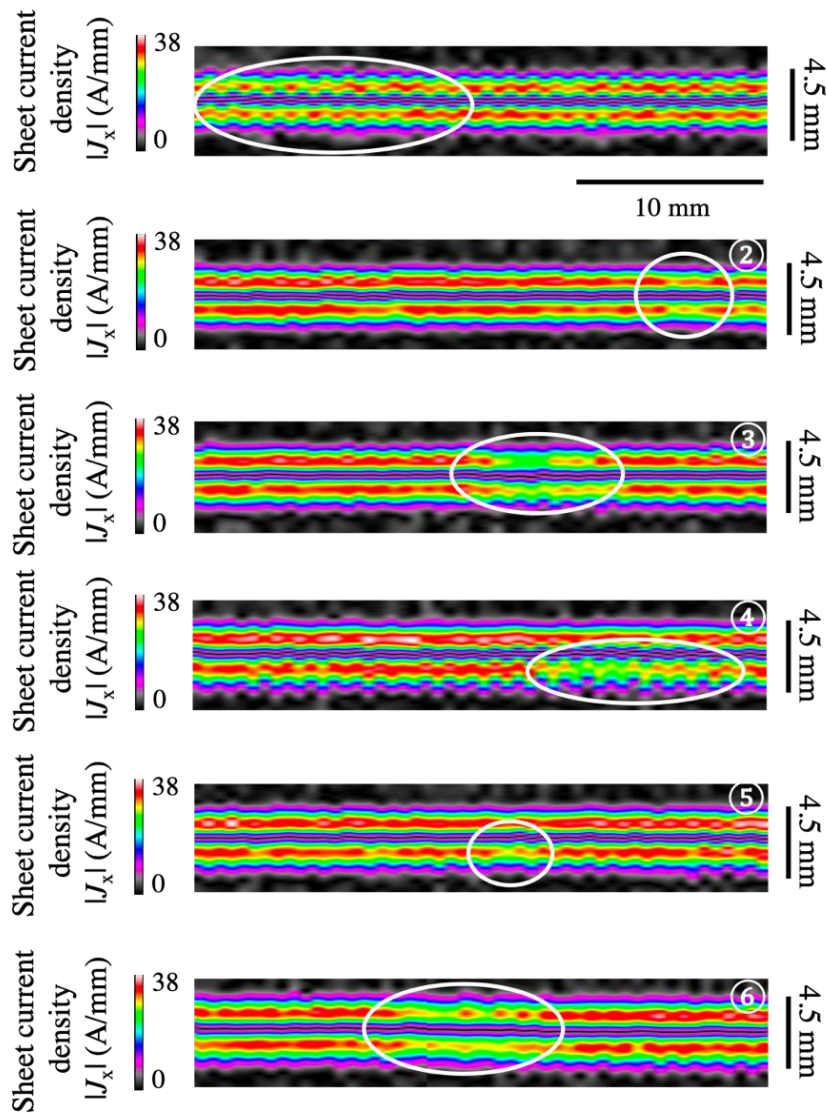 Sheet current
density
|Jx| (A/mm)
38
0
4.5 mm
10 mm
Sheet current
density
|Jx| (A/mm)
38
0
②
4.5 mm
Sheet current
density
|Jx| (A/mm)
38
0
③
4.5 mm
Sheet current
density
|Jx| (A/mm)
38
0
④
4.5 mm
Sheet current
density
|Jx| (A/mm)
38
0
⑤
4.5 mm
Sheet current
density
|Jx| (A/mm)
38
0
⑥
4.5 mm